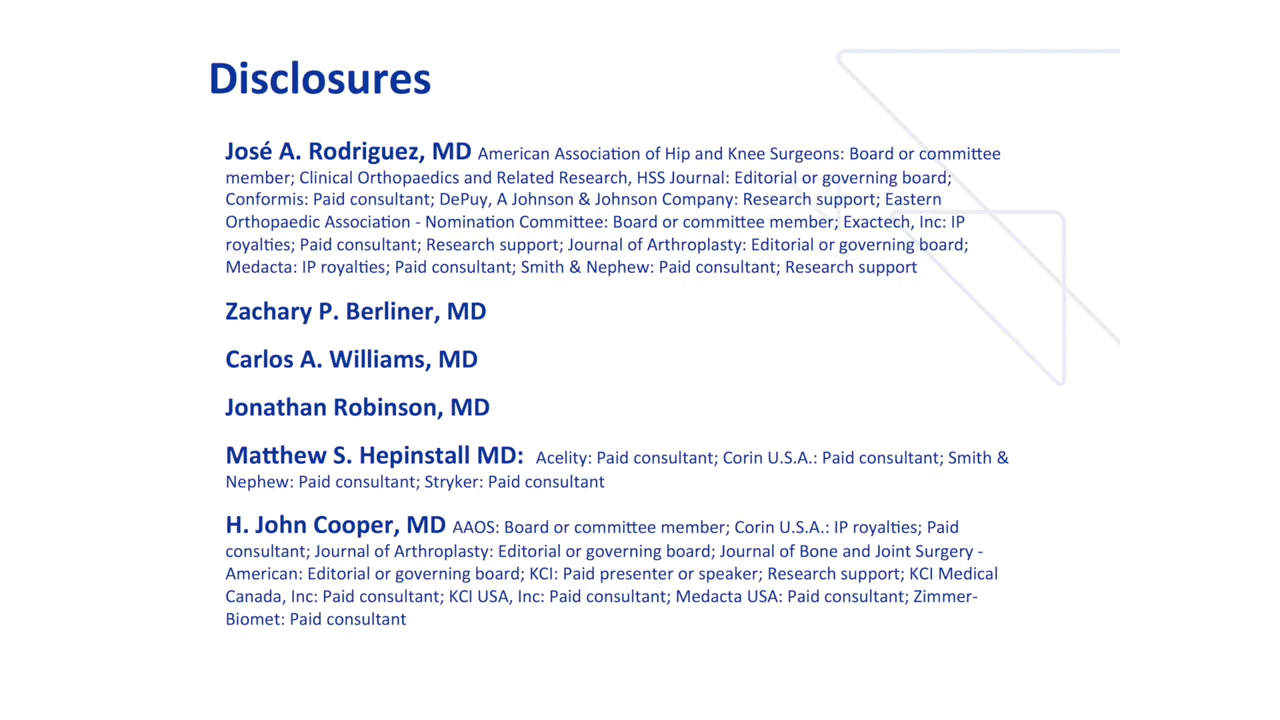 Disclosures
José A. Rodriguez, MD American Association of Hip and Knee Surgeons: Board or committee
member; Clinical Orthopaedics and Related Research, HSS Journal: Editorial or governing board;
Conformis: Paid consultant; DePuy, A Johnson & Johnson Company: Research support; Eastern
Orthopaedic Association - Nomination Committee: Board or committee member; Exactech, Inc: IP
royalties; Paid consultant; Research support; Journal of Arthroplasty: Editorial or governing board;
Medacta: IP royalties; Paid consultant; Smith & Nephew: Paid consultant; Research support
Zachary P. Berliner, MD
Carlos A. Williams, MD
Jonathan Robinson, MD
Matthew S. Hepinstall MD: Acelity: Paid consultant; Corin U.S.A.: Paid consultant; Smith &
Nephew: Paid consultant; Stryker: Paid consultant
H. John Cooper, MD AAOS: Board or committee member; Corin U.S.A.: IP royalties; Paid
consultant; Journal of Arthroplasty: Editorial or governing board; Journal of Bone and Joint Surgery -
American: Editorial or governing board; KCI: Paid presenter or speaker; Research support; KCI Medical
Canada, Inc: Paid consultant; KCI USA, Inc: Paid consultant; Medacta USA: Paid consultant; Zimmer-
Biomet: Paid consultant